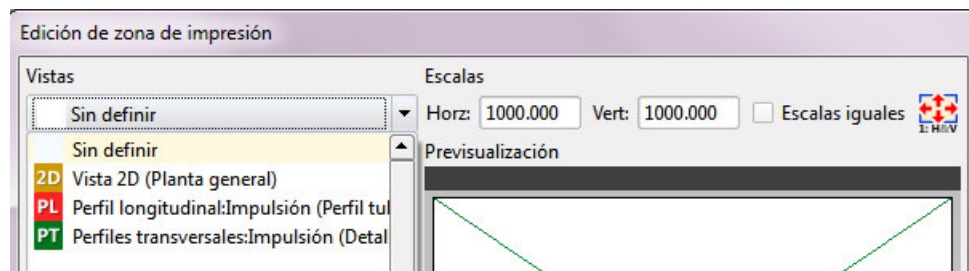 Edición de zona de impresión
Vistas
Sin definir
Sin definir
2D Vista 2D (Planta general)
PL Perfil longitudinal:Impulsión (Perfil tul
PT Perfiles transversales:Impulsión (Detal
Escalas
Horz: 1000.000 Vert: 1000.000 Escalas iguales 1: H&V
Previsualización